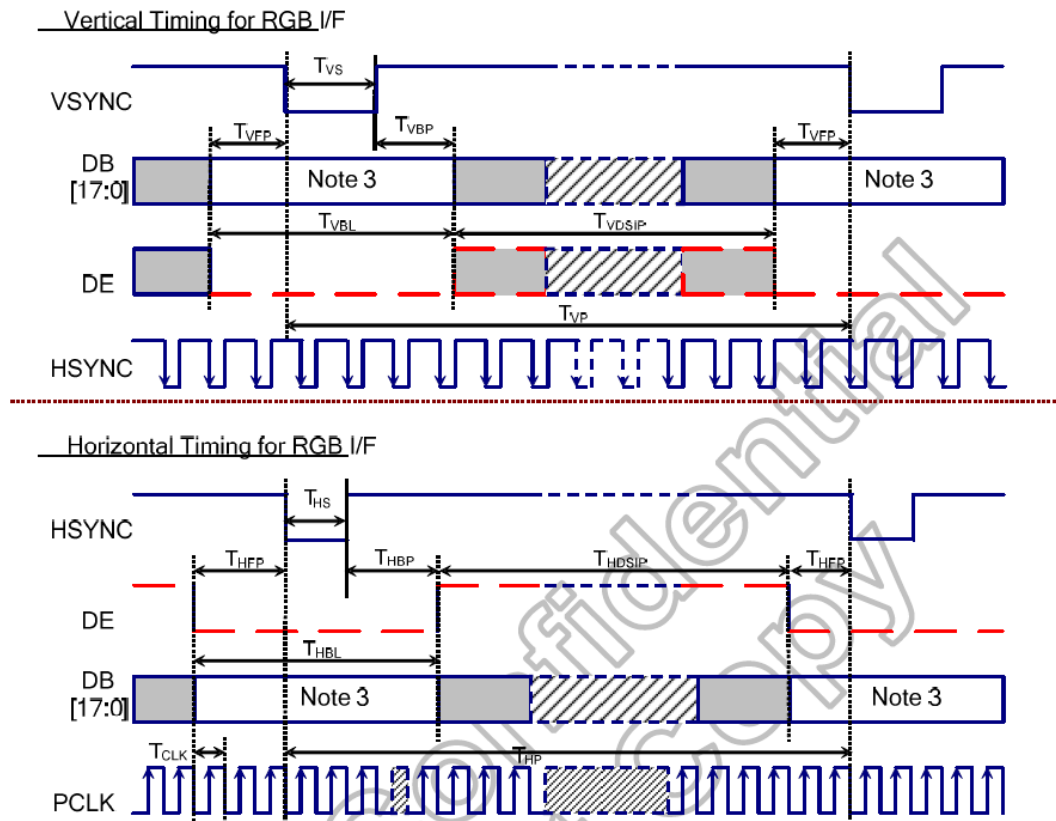 Vertical Timing for RGB I/F
TVS
VSYNC
TVFP
TVBP
TVFP
DB
[17:0]
Note 3
Note 3
TVBL
TVDSIP
DE
TVP
HSYNC
Horizontal Timing for RGB I/F
THS
HSYNC
THFP
THBP
THDSIP
THFP
DE
THBL
DB
[17:0]
Note 3
Note 3
TCLK
THP
PCLK
Confidential
Copy